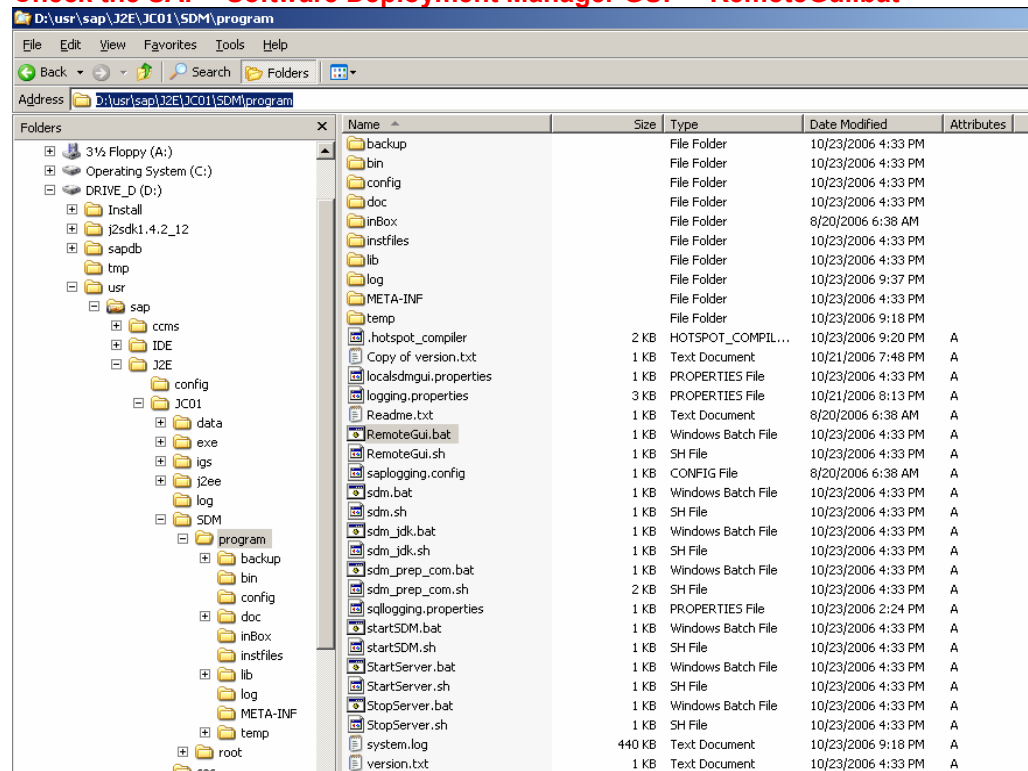 D:\usr\sap\J2E\JC01\SDM\program
File Edit View Favorites Tools Help
Back Search Folders
Address D:\usr\sap\J2E\JC01\SDM\program
Folders x
3½ Floppy (A:)
Operating System (C:)
DRIVE_D (D:)
Install
j2sdk1.4.2_12
sapdb
tmp
usr
sap
ccms
IDE
J2E
config
JC01
data
exe
igs
j2ee
log
SDM
program
backup
bin
config
doc
inBox
instfiles
lib
log
META-INF
temp
root
Name Size Type Date Modified Attributes
backup File Folder 10/23/2006 4:33 PM
bin File Folder 10/23/2006 4:33 PM
config File Folder 10/23/2006 4:33 PM
doc File Folder 10/23/2006 4:33 PM
inBox File Folder 8/20/2006 6:38 AM
instfiles File Folder 10/23/2006 4:33 PM
lib File Folder 10/23/2006 4:33 PM
log File Folder 10/23/2006 9:37 PM
META-INF File Folder 10/23/2006 4:33 PM
temp File Folder 10/23/2006 9:18 PM
.hotspot_compiler 2 KB HOTSPOT_COMPIL... 10/23/2006 9:20 PM A
Copy of version.txt 1 KB Text Document 10/21/2006 7:48 PM A
localsdmgui.properties 1 KB PROPERTIES File 10/23/2006 4:33 PM A
logging.properties 3 KB PROPERTIES File 10/21/2006 8:13 PM A
Readme.txt 1 KB Text Document 8/20/2006 6:38 AM A
RemoteGui.bat 1 KB Windows Batch File 10/23/2006 4:33 PM A
RemoteGui.sh 1 KB SH File 10/23/2006 4:33 PM A
saplogging.config 1 KB CONFIG File 8/20/2006 6:38 AM A
sdm.bat 1 KB Windows Batch File 10/23/2006 4:33 PM A
sdm.sh 1 KB SH File 10/23/2006 4:33 PM A
sdm_jdk.bat 1 KB Windows Batch File 10/23/2006 4:33 PM A
sdm_jdk.sh 1 KB SH File 10/23/2006 4:33 PM A
sdm_prep_com.bat 1 KB Windows Batch File 10/23/2006 4:33 PM A
sdm_prep_com.sh 2 KB SH File 10/23/2006 4:33 PM A
sqllogging.properties 1 KB PROPERTIES File 10/23/2006 2:24 PM A
startSDM.bat 1 KB Windows Batch File 10/23/2006 4:33 PM A
startSDM.sh 1 KB SH File 10/23/2006 4:33 PM A
StartServer.bat 1 KB Windows Batch File 10/23/2006 4:33 PM A
StartServer.sh 1 KB SH File 10/23/2006 4:33 PM A
StopServer.bat 1 KB Windows Batch File 10/23/2006 4:33 PM A
StopServer.sh 1 KB SH File 10/23/2006 4:33 PM A
system.log 440 KB Text Document 10/23/2006 9:18 PM A
version.txt 1 KB Text Document 10/23/2006 4:33 PM A